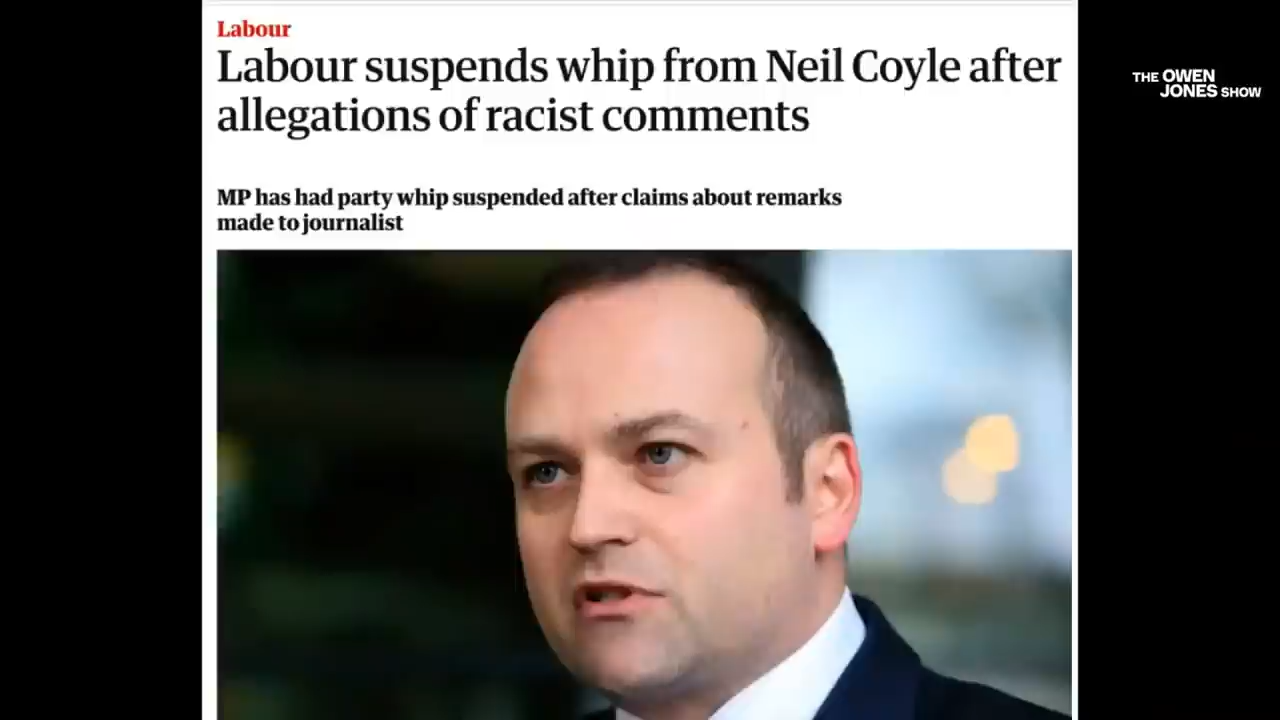 Labour
Labour suspends whip from Neil Coyle after
allegations of racist comments
MP has had party whip suspended after claims about remarks
made to journalist
THE OWEN
JONES SHOW